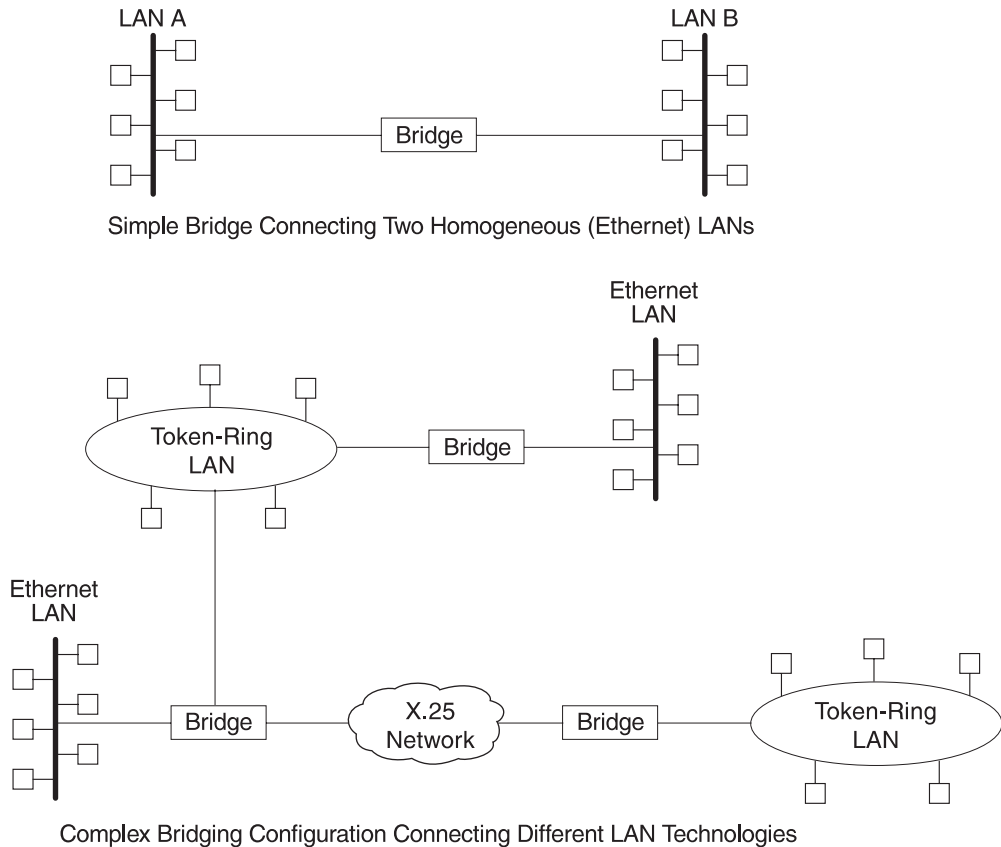 LAN A
LAN B
Bridge
Simple Bridge Connecting Two Homogeneous (Ethernet) LANs
Ethernet
LAN
Token-Ring
LAN
Bridge
Ethernet
LAN
Bridge
X.25
Network
Bridge
Token-Ring
LAN
Complex Bridging Configuration Connecting Different LAN Technologies